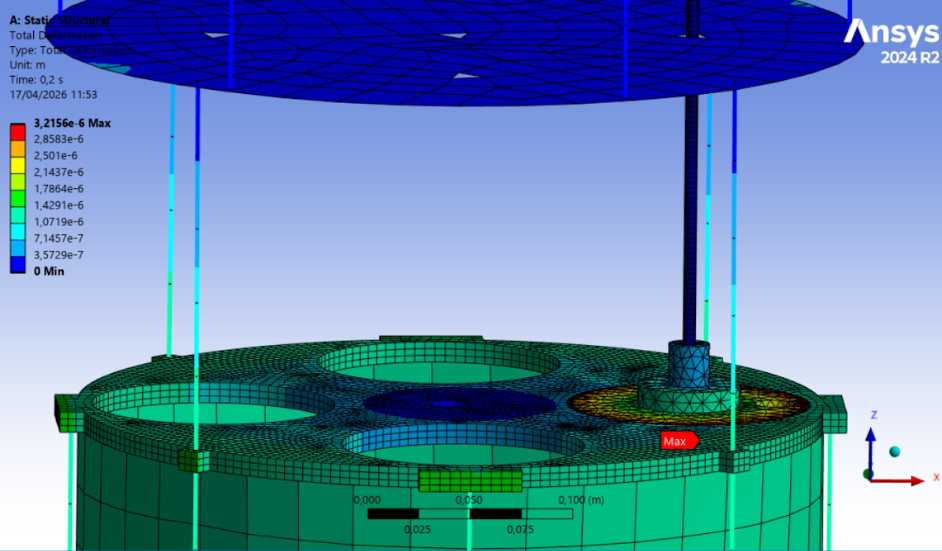 A: Static Structural
Total Deformation
Type: Total Deformation
Unit: m
Time: 0,2 s
17/04/2026 11:53
3,2156e-6 Max
2,8583e-6
2,501e-6
2,1437e-6
1,7864e-6
1,4291e-6
1,0719e-6
7,1457e-7
3,5729e-7
0 Min
Ansys
2024 R2
Max
0,000
0,050
0,100 (m)
0,025
0,075
Z
X